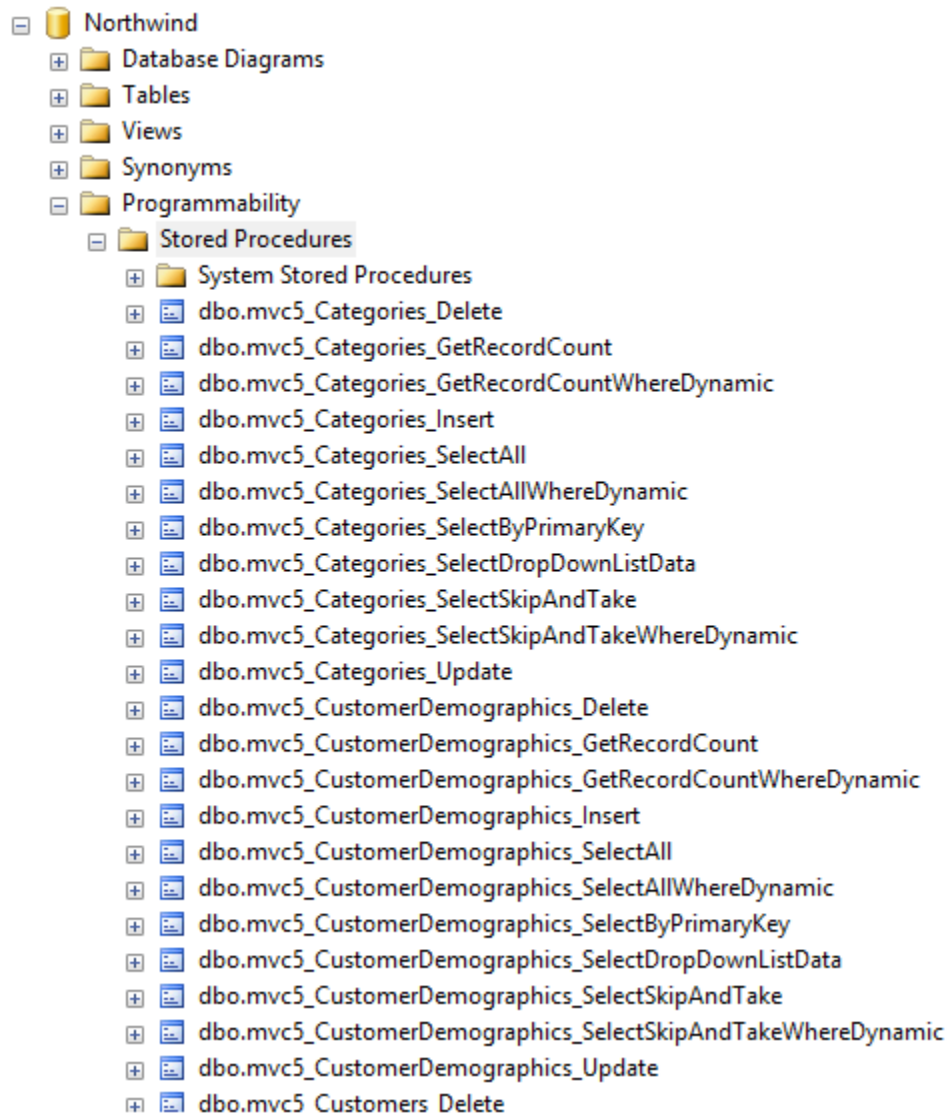 Northwind
Database Diagrams
Tables
Views
Synonyms
Programmability
Stored Procedures
System Stored Procedures
dbo.mvc5_Categories_Delete
dbo.mvc5_Categories_GetRecordCount
dbo.mvc5_Categories_GetRecordCountWhereDynamic
dbo.mvc5_Categories_Insert
dbo.mvc5_Categories_SelectAll
dbo.mvc5_Categories_SelectAllWhereDynamic
dbo.mvc5_Categories_SelectByPrimaryKey
dbo.mvc5_Categories_SelectDropDownListData
dbo.mvc5_Categories_SelectSkipAndTake
dbo.mvc5_Categories_SelectSkipAndTakeWhereDynamic
dbo.mvc5_Categories_Update
dbo.mvc5_CustomerDemographics_Delete
dbo.mvc5_CustomerDemographics_GetRecordCount
dbo.mvc5_CustomerDemographics_GetRecordCountWhereDynamic
dbo.mvc5_CustomerDemographics_Insert
dbo.mvc5_CustomerDemographics_SelectAll
dbo.mvc5_CustomerDemographics_SelectAllWhereDynamic
dbo.mvc5_CustomerDemographics_SelectByPrimaryKey
dbo.mvc5_CustomerDemographics_SelectDropDownListData
dbo.mvc5_CustomerDemographics_SelectSkipAndTake
dbo.mvc5_CustomerDemographics_SelectSkipAndTakeWhereDynamic
dbo.mvc5_CustomerDemographics_Update
dbo.mvc5_Customers_Delete